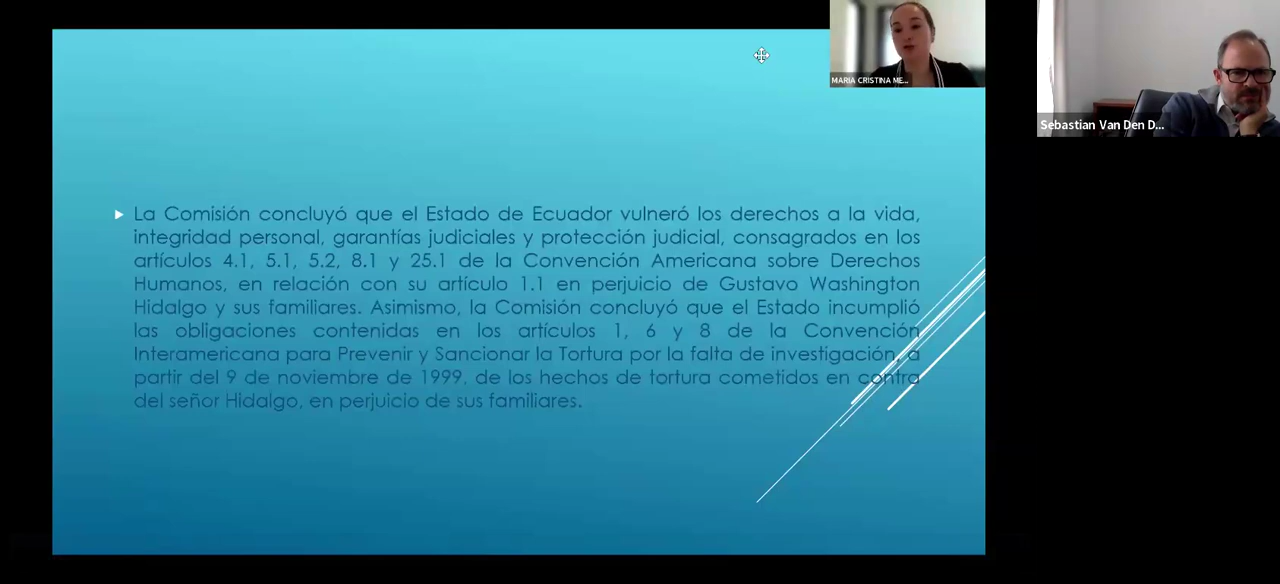 MARIA CRISTINA ME...
Sebastian Van Den D...
La Comisión concluyó que el Estado de Ecuador vulneró los derechos a la vida,
integridad personal, garantías judiciales y protección judicial, consagrados en los
artículos 4.1, 5.1, 5.2, 8.1 y 25.1 de la Convención Americana sobre Derechos
Humanos, en relación con su artículo 1.1 en perjuicio de Gustavo Washington
Hidalgo y sus familiares. Asimismo, la Comisión concluyó que el Estado incumplió
las obligaciones contenidas en los artículos 1, 6 y 8 de la Convención
Interamericana para Prevenir y Sancionar la Tortura por la falta de investigación, a
partir del 9 de noviembre de 1999, de los hechos de tortura cometidos en contra
del señor Hidalgo, en perjuicio de sus familiares.